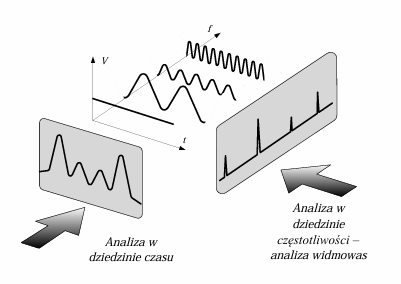 f
V
t
Analiza w
dziedzinie czasu
Analiza w
dziedzinie
częstotliwości –
analiza widmowas